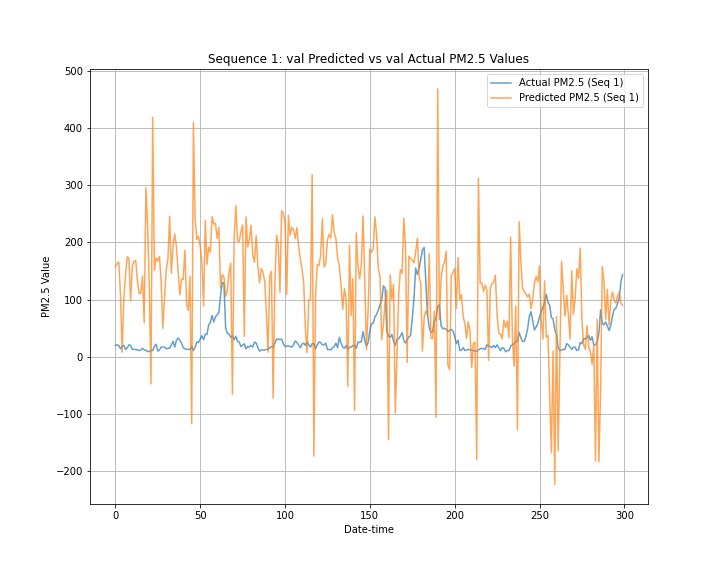 Sequence 1: val Predicted vs val Actual PM2.5 Values
Actual PM2.5 (Seq 1)
Predicted PM2.5 (Seq 1)
PM2.5 Value
500
400
300
200
100
0
−100
−200
0 50 100 150 200 250 300
Date-time